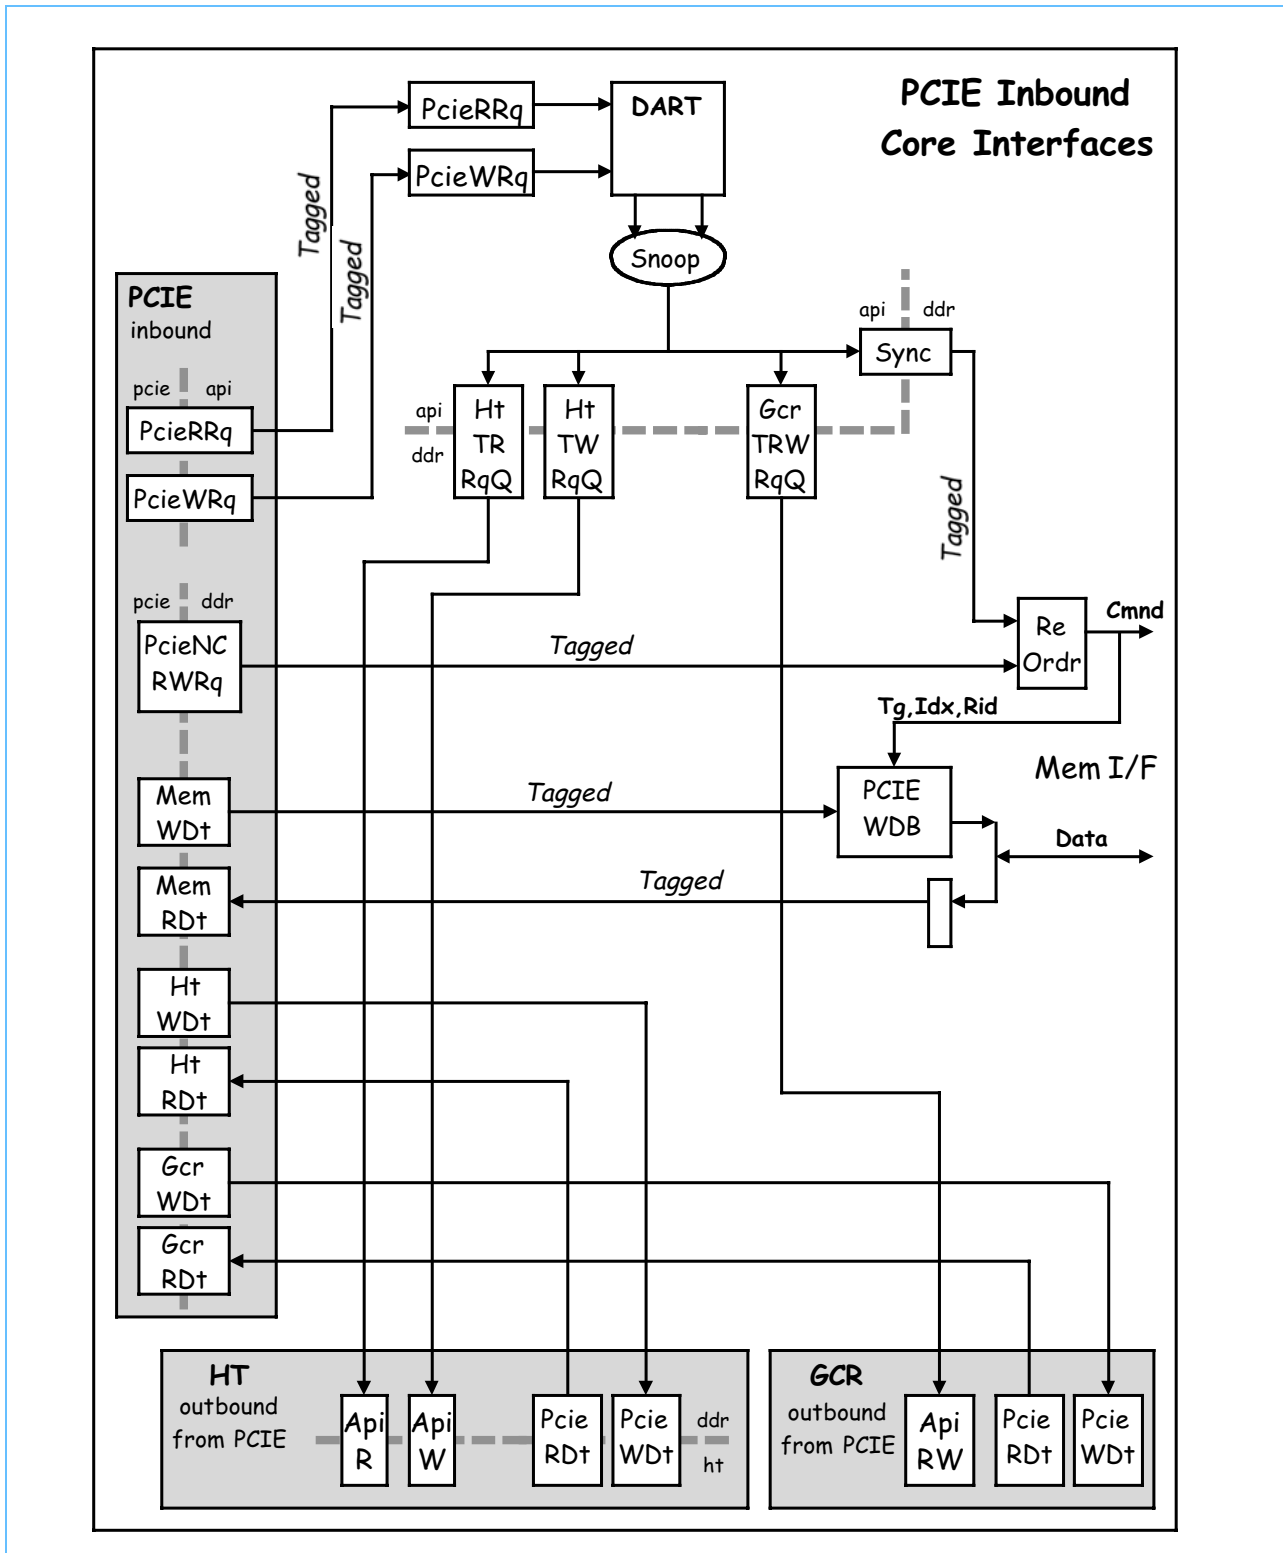 PCIE Inbound
Core Interfaces
PcieRRq
DART
PcieWRq
Tagged
Tagged
Snoop
PCIE
inbound
api ddr
Sync
pcie api
PcieRRq
PcieWRq
api
ddr
Ht
TR
RqQ
Ht
TW
RqQ
Gcr
TRW
RqQ
Tagged
pcie ddr
PcieNC
RWRq
Tagged
Re
Ordr
Cmnd
Tg,Idx,Rid
Mem I/F
Mem
WDt
Tagged
PCIE
WDB
Data
Mem
RDt
Tagged
Ht
WDt
Ht
RDt
Gcr
WDt
Gcr
RDt
HT
outbound
from PCIE
Api
R
Api
W
Pcie
RDt
Pcie
WDt
ddr
ht
GCR
outbound
from PCIE
Api
RW
Pcie
RDt
Pcie
WDt